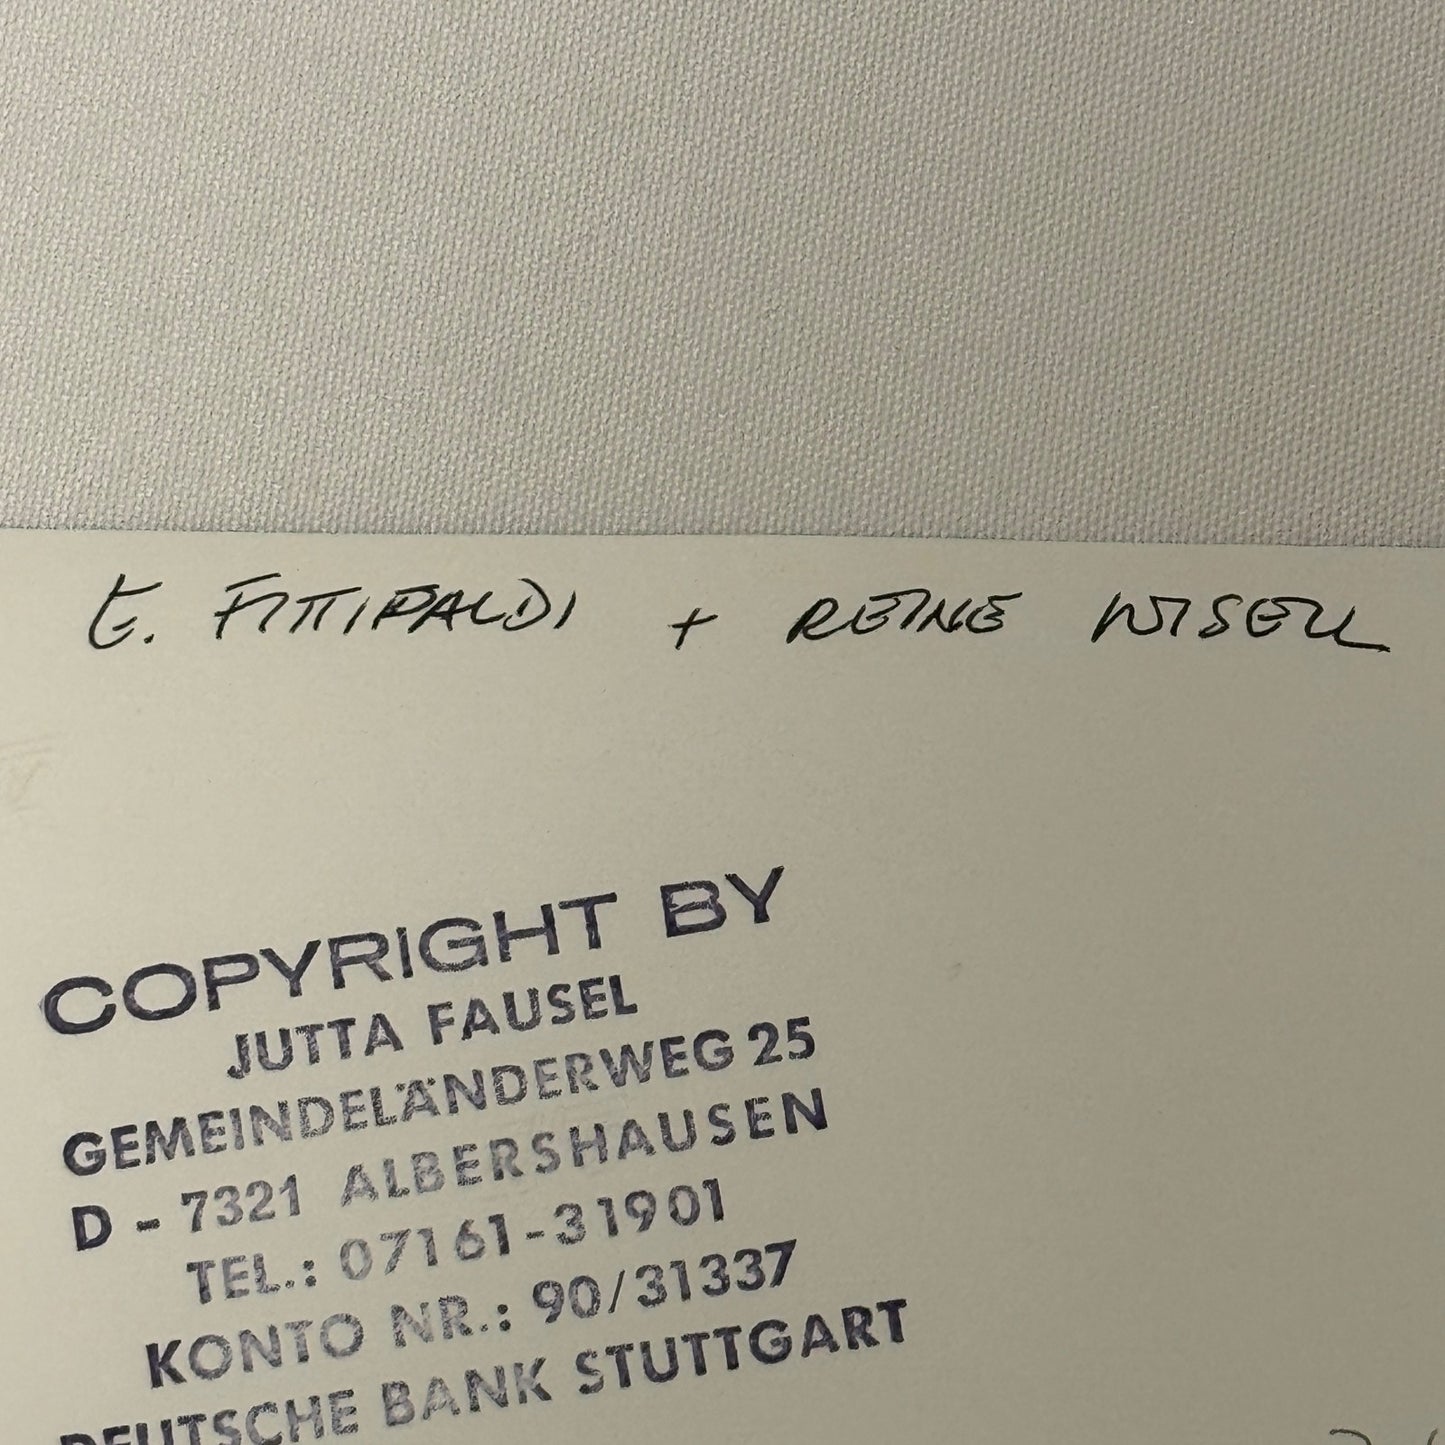 E. FITTIPALDI + REINE WISELL
COPYRIGHT BY
JUTTA FAUSEL
GEMEINDELÄNDERWEG 25
D - 7321 ALBERSHAUSEN
TEL.: 07161-31901
KONTO NR.: 90/31337
DEUTSCHE BANK STUTTGART